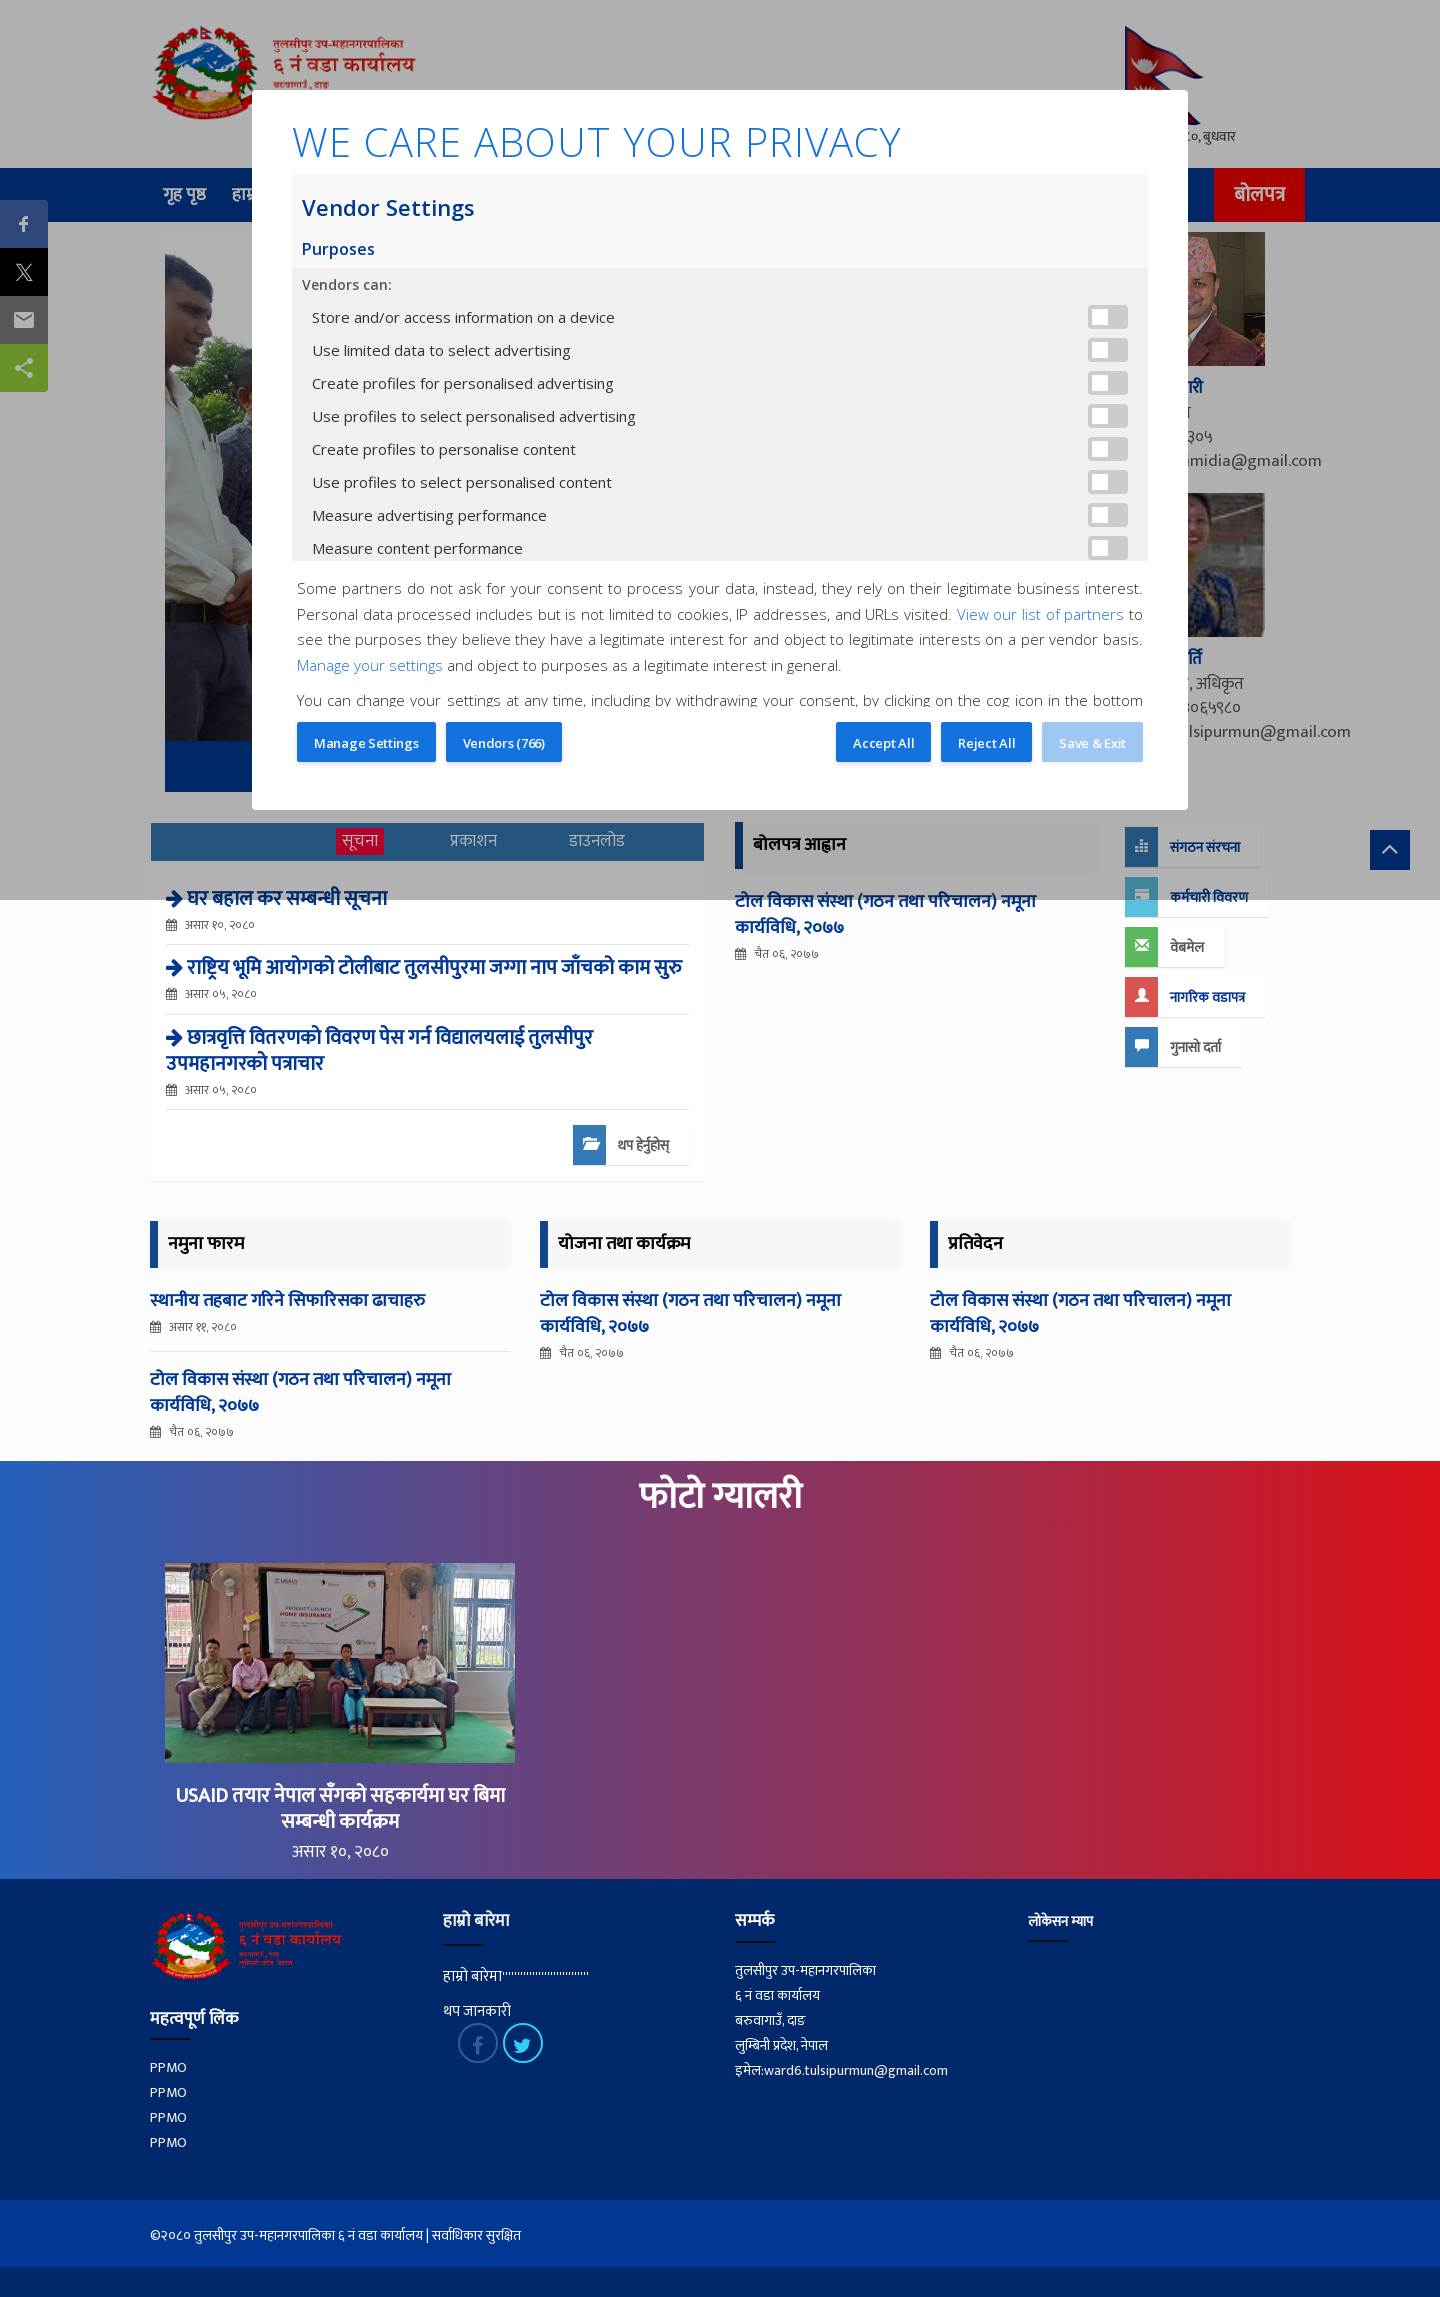 तुलसीपुर उप-महानगरपालिका
६ नं वडा कार्यालय
बरुवागाउँ, दाङ
८०, बुधवार
गृह पृष्ठ
बोलपत्र
WE CARE ABOUT YOUR PRIVACY
Vendor Settings
Purposes
Vendors can:
Store and/or access information on a device
Use limited data to select advertising
Create profiles for personalised advertising
Use profiles to select personalised advertising
Create profiles to personalise content
Use profiles to select personalised content
Measure advertising performance
Measure content performance
Some partners do not ask for your consent to process your data, instead, they rely on their legitimate business interest.
Personal data processed includes but is not limited to cookies, IP addresses, and URLs visited. View our list of partners to
see the purposes they believe they have a legitimate interest for and object to legitimate interests on a per vendor basis.
Manage your settings and object to purposes as a legitimate interest in general.
You can change your settings at any time, including by withdrawing your consent, by clicking on the cog icon in the bottom
Manage Settings
Vendors (766)
Accept All
Reject All
Save & Exit
री
३०५
imidia@gmail.com
र्ति
, अधिकृत
३०६५९८०
lsipurmun@gmail.com
सूचना
प्रकाशन
डाउनलोड
घर बहाल कर सम्बन्धी सूचना
असार १०, २०८०
राष्ट्रिय भूमि आयोगको टोलीबाट तुलसीपुरमा जग्गा नाप जाँचको काम सुरु
असार ०५, २०८०
छात्रवृत्ति वितरणको विवरण पेस गर्न विद्यालयलाई तुलसीपुर
उपमहानगरको पत्राचार
असार ०५, २०८०
थप हेर्नुहोस्
बोलपत्र आह्वान
टोल विकास संस्था (गठन तथा परिचालन) नमूना
कार्यविधि, २०७७
चैत ०६, २०७७
संगठन संरचना
कर्मचारी विवरण
वेबमेल
नागरिक वडापत्र
गुनासो दर्ता
नमुना फारम
स्थानीय तहबाट गरिने सिफारिसका ढाचाहरु
असार ११, २०८०
टोल विकास संस्था (गठन तथा परिचालन) नमूना
कार्यविधि, २०७७
चैत ०६, २०७७
योजना तथा कार्यक्रम
टोल विकास संस्था (गठन तथा परिचालन) नमूना
कार्यविधि, २०७७
चैत ०६, २०७७
प्रतिवेदन
टोल विकास संस्था (गठन तथा परिचालन) नमूना
कार्यविधि, २०७७
चैत ०६, २०७७
फोटो ग्यालरी
USAID
PRODUCT LAUNCH
HOME INSURANCE
USAID तयार नेपाल सँगको सहकार्यमा घर बिमा
सम्बन्धी कार्यक्रम
असार १०, २०८०
तुलसीपुर उप-महानगरपालिका
६ नं वडा कार्यालय
बरुवागाउँ, दाङ
लुम्बिनी प्रदेश, नेपाल
महत्वपूर्ण लिंक
PPMO
PPMO
PPMO
PPMO
हाम्रो बारेमा
हाम्रो बारेमा''''''''''''''''''''''''''''
थप जानकारी
सम्पर्क
तुलसीपुर उप-महानगरपालिका
६ नं वडा कार्यालय
बरुवागाउँ, दाङ
लुम्बिनी प्रदेश, नेपाल
इमेल:ward6.tulsipurmun@gmail.com
लोकेसन म्याप
©२०८० तुलसीपुर उप-महानगरपालिका ६ नं वडा कार्यालय | सर्वाधिकार सुरक्षित